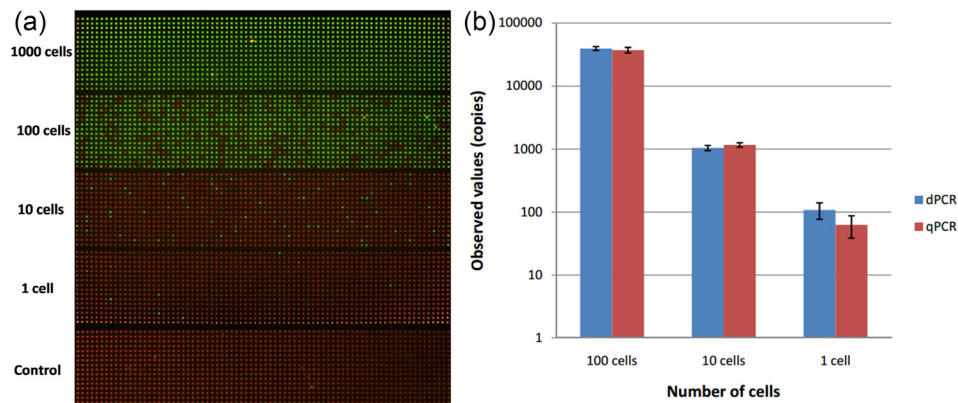 (a)
1000 cells
100 cells
10 cells
1 cell
Control
(b)
Observed values (copies)
100000
10000
1000
100
10
1
100 cells
10 cells
1 cell
Number of cells
dPCR
qPCR